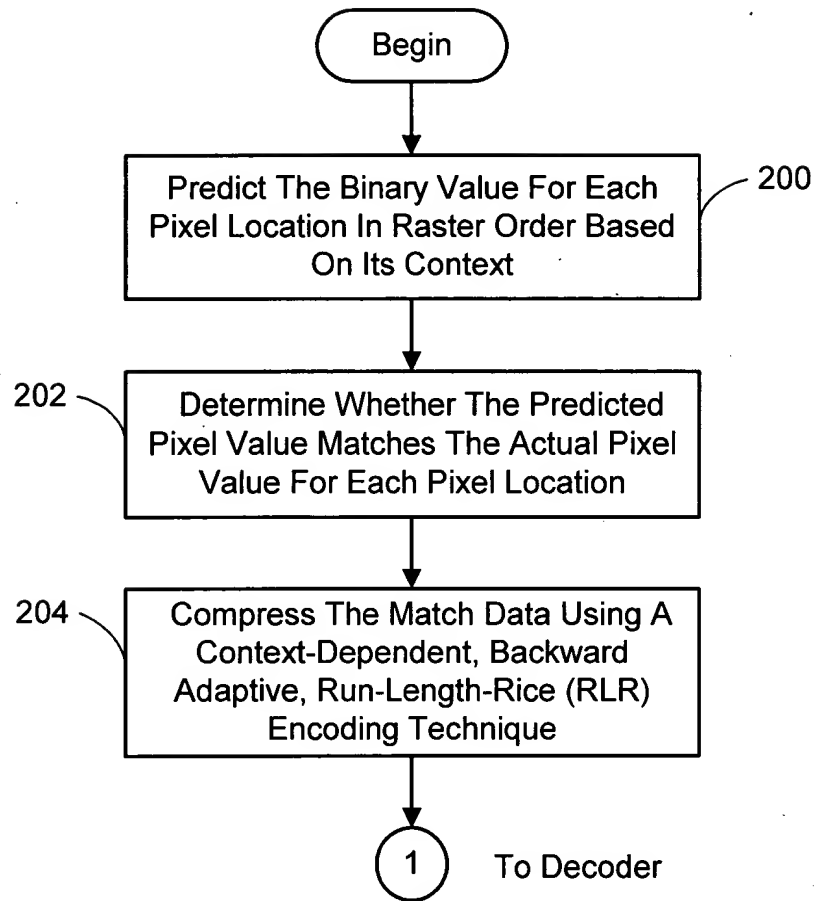 Begin
Predict The Binary Value For Each
Pixel Location In Raster Order Based
On Its Context
200
202
Determine Whether The Predicted
Pixel Value Matches The Actual Pixel
Value For Each Pixel Location
204
Compress The Match Data Using A
Context-Dependent, Backward
Adaptive, Run-Length-Rice (RLR)
Encoding Technique
1 To Decoder